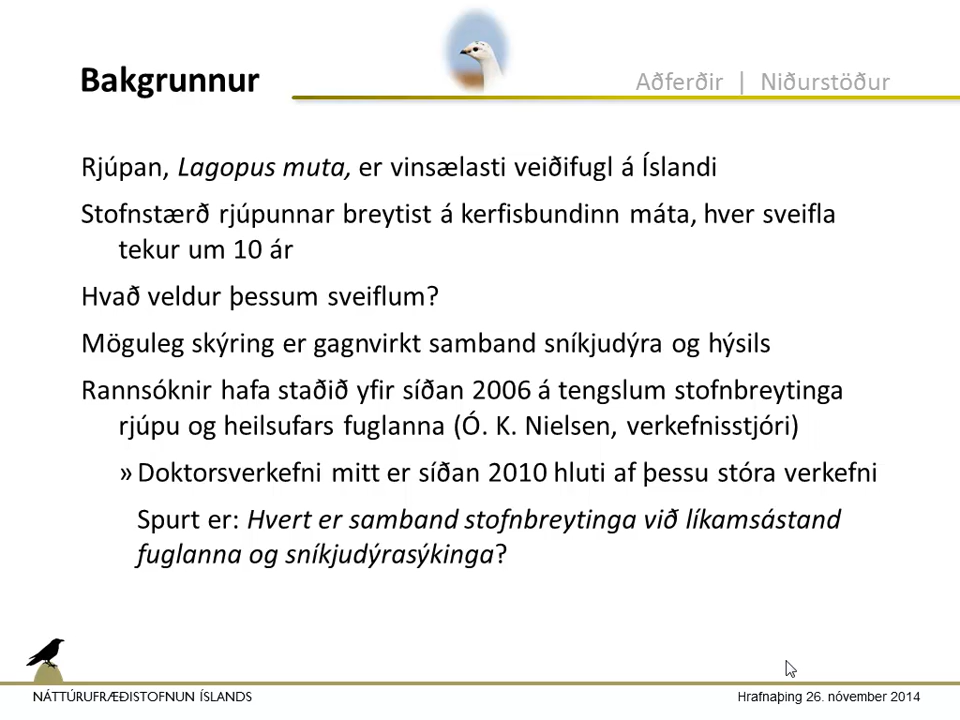 Bakgrunnur
Aðferðir | Niðurstöður
Rjúpan, Lagopus muta, er vinsælasti veiðifugl á Íslandi
Stofnstærð rjúpunnar breytist á kerfisbundinn máta, hver sveifla
tekur um 10 ár
Hvað veldur þessum sveiflum?
Möguleg skýring er gagnvirkt samband sníkjudýra og hýsils
Rannsóknir hafa staðið yfir síðan 2006 á tengslum stofnbreytinga
rjúpu og heilsufars fuglanna (Ó. K. Nielsen, verkefnisstjóri)
» Doktorsverkefni mitt er síðan 2010 hluti af þessu stóra verkefni
Spurt er: Hvert er samband stofnbreytinga við líkamsástand
fuglanna og sníkjudýrasýkinga?
NÁTTÚRUFRÆÐISTOFNUN ÍSLANDS
Hrafnaþing 26. nóvember 2014